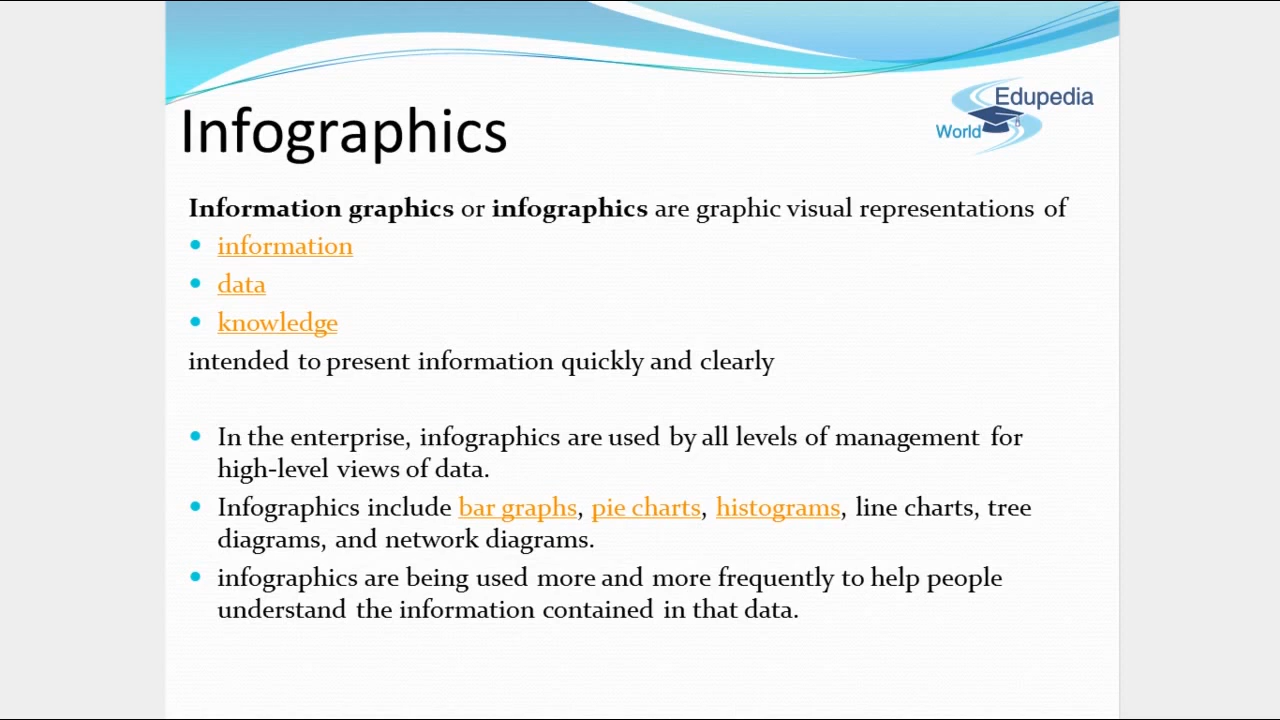 Edupedia
World
Infographics
Information graphics or infographics are graphic visual representations of
• information
• data
• knowledge
intended to present information quickly and clearly
• In the enterprise, infographics are used by all levels of management for
high-level views of data.
• Infographics include bar graphs, pie charts, histograms, line charts, tree
diagrams, and network diagrams.
• infographics are being used more and more frequently to help people
understand the information contained in that data.